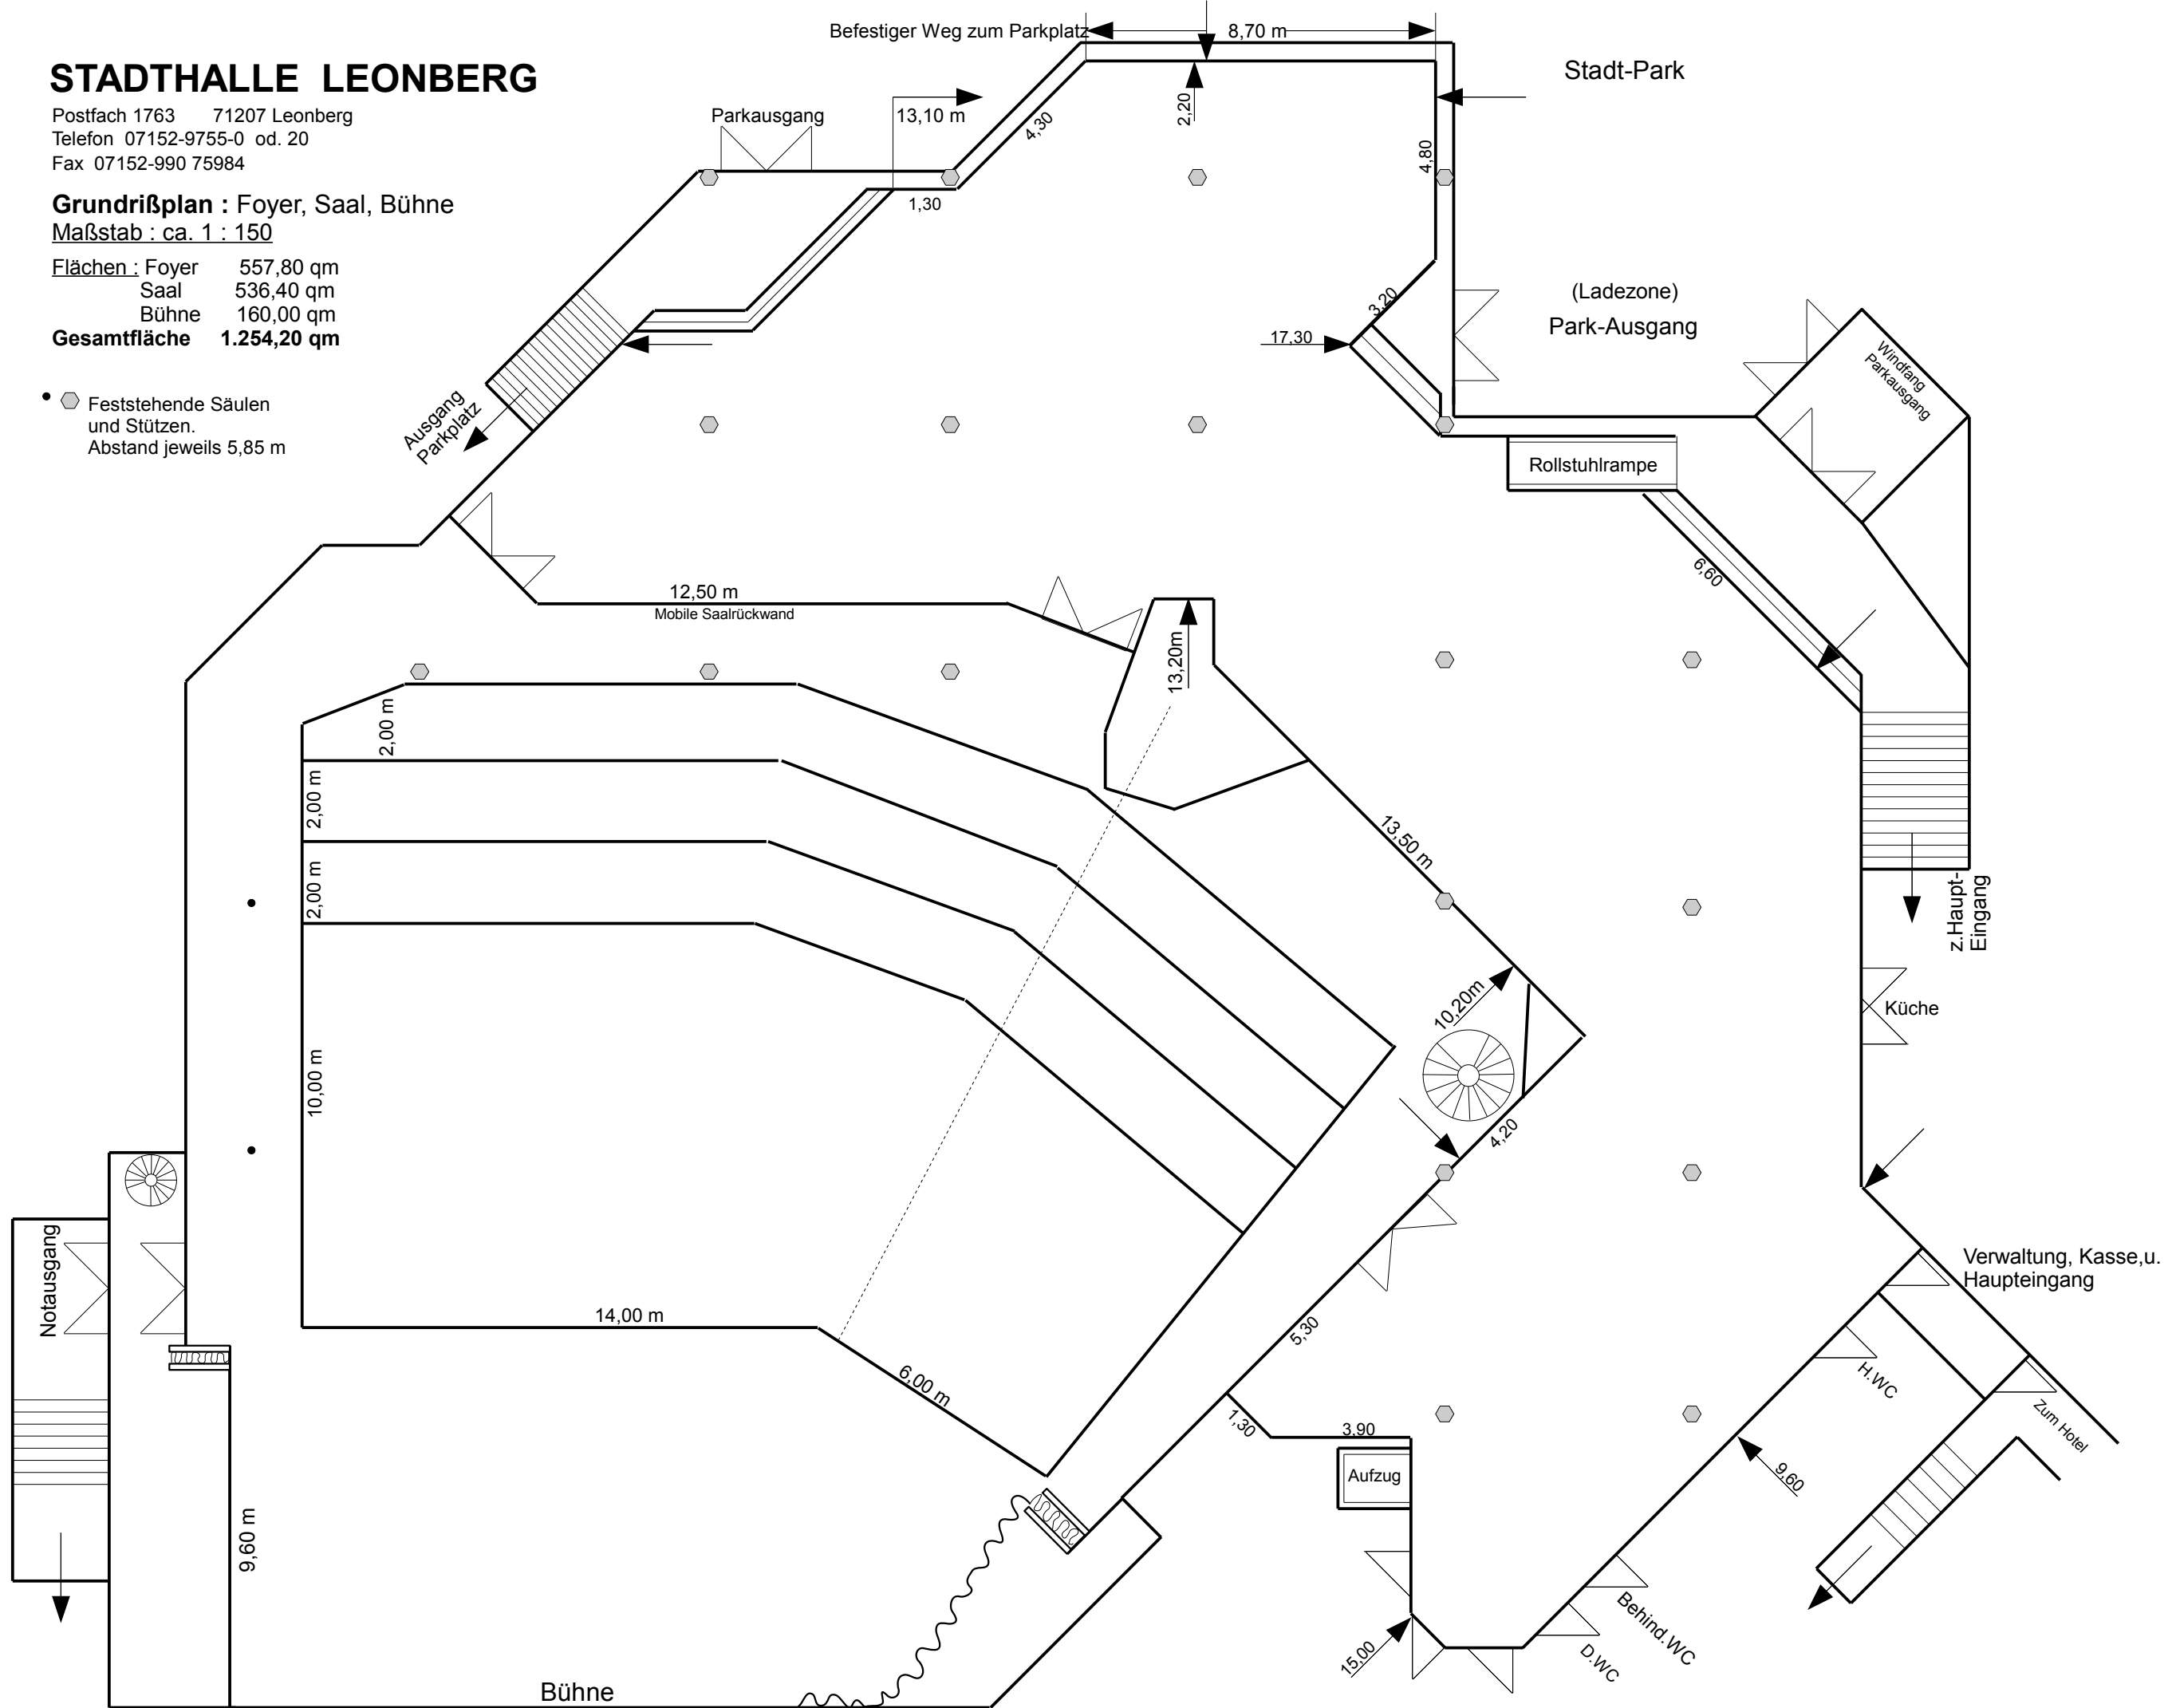 STADTHALLE LEONBERG
Postfach 1763 71207 Leonberg
Telefon 07152-9755-0 od. 20
Fax 07152-990 75984
Grundrißplan : Foyer, Saal, Bühne
Maßstab : ca. 1 : 150
Flächen : Foyer 557,80 qm
Saal 536,40 qm
Bühne 160,00 qm
Gesamtfläche 1.254,20 qm
Feststehende Säulen
und Stützen.
Abstand jeweils 5,85 m
Befestiger Weg zum Parkplatz
8,70 m
Stadt-Park
Parkausgang
13,10 m
4,30
2,20
4,80
1,30
3,20
17,30
(Ladezone)
Park-Ausgang
Windfang
Parkausgang
Ausgang
Parkplatz
Rollstuhlrampe
6,60
12,50 m
Mobile Saalrückwand
13,20m
2,00 m
2,00 m
2,00 m
13,50 m
z.Haupt-
Eingang
10,20m
Küche
10,00 m
4,20
Notausgang
Verwaltung, Kasse,u.
Haupteingang
14,00 m
6,00 m
5,30
H.WC
1,30
3,90
Zum Hotel
Aufzug
9,60
9,60 m
Behind.WC
D.WC
15,00
Bühne